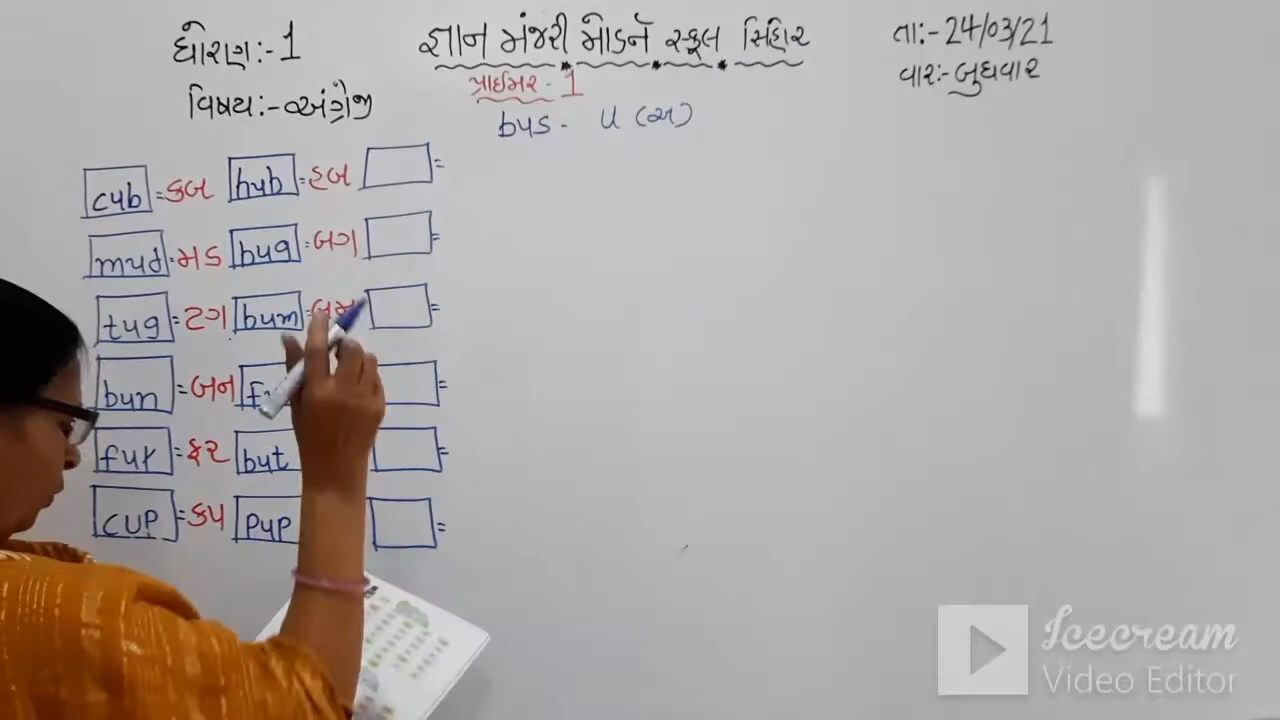 ધોરણ:- 1
જ્ઞાન મંજરી મોડર્ન સ્કૂલ સિહોર
તા:- 24/03/21
વિષય:- અંગ્રેજી
પ્રાઈમર - 1
વાર:- બુધવાર
bus - u (અ)
cub = કબ hub = હબ =
mud = મડ bug = બગ =
tug = ટગ bum = બમ =
bun = બન =
fur = ફર but =
cup = કપ pup =
Icecream
Video Editor